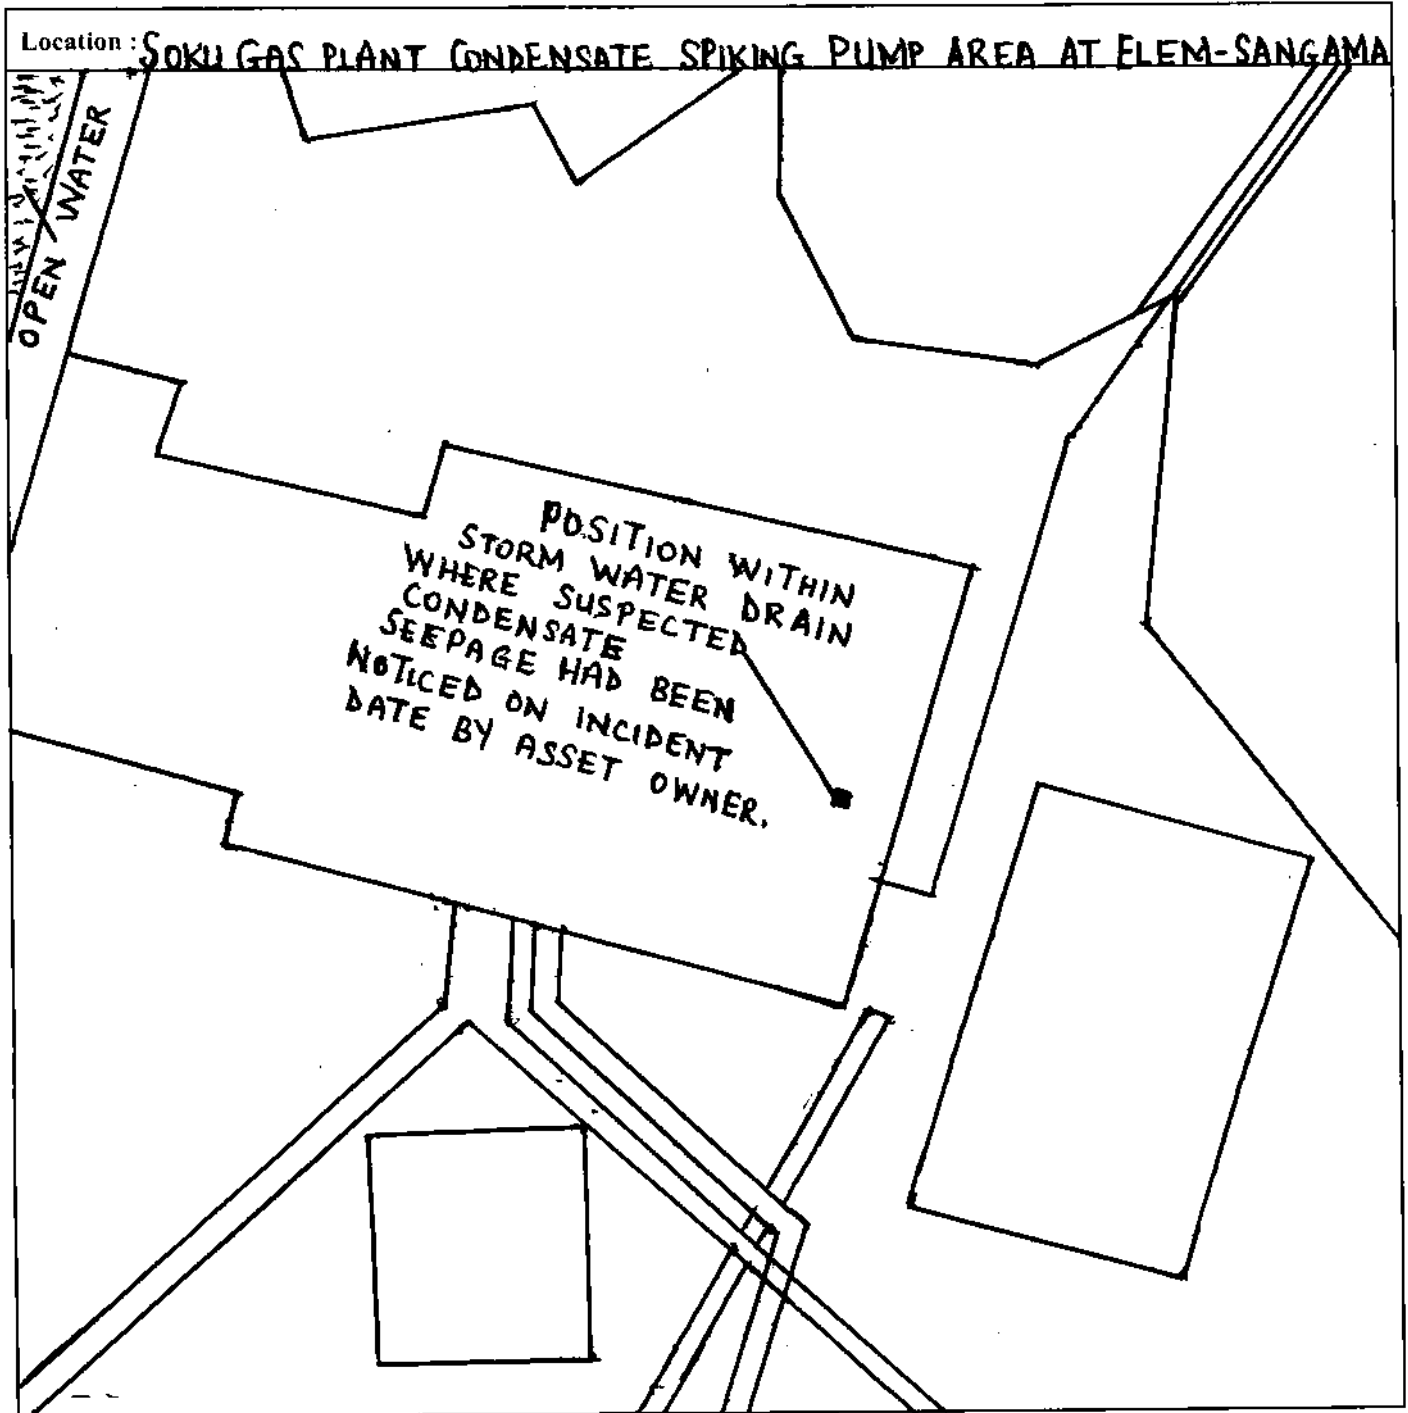 Location : SOKU GAS PLANT CONDENSATE SPIKING PUMP AREA AT ELEM-SANGAMA
OPEN WATER
POSITION WITHIN
STORM WATER DRAIN
WHERE SUSPECTED
CONDENSATE
SEEPAGE HAD BEEN
NOTICED ON INCIDENT
DATE BY ASSET OWNER.